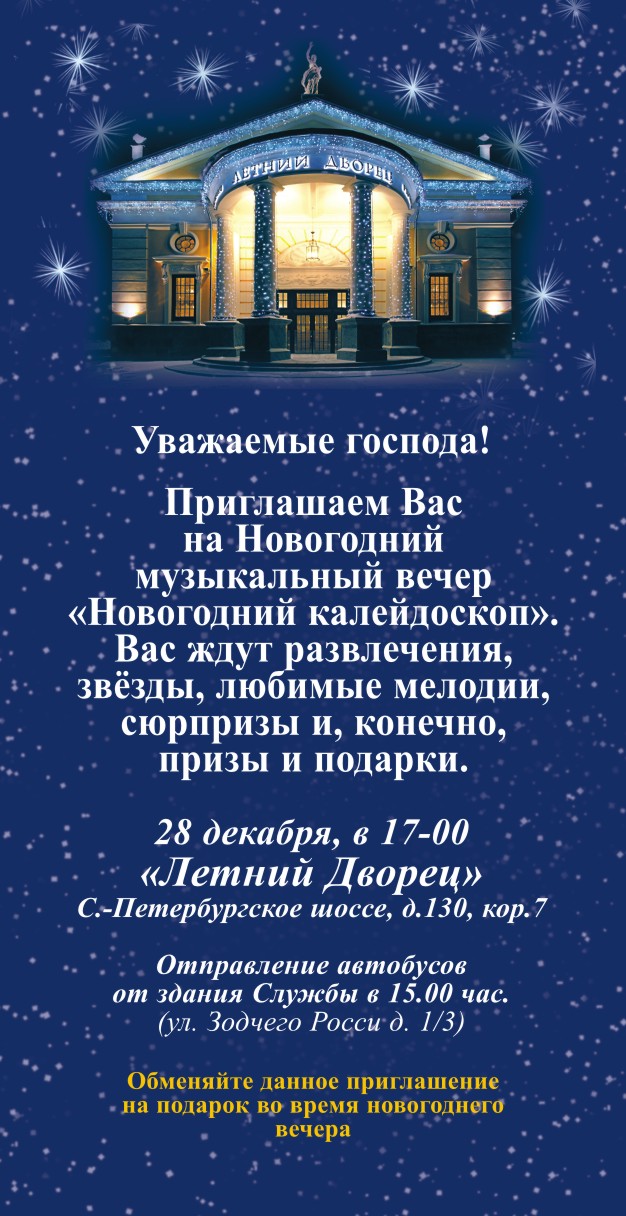 ЛЕТНИЙ ДВОРЕЦ
Уважаемые господа!
Приглашаем Вас
на Новогодний
музыкальный вечер
«Новогодний калейдоскоп».
Вас ждут развлечения,
звёзды, любимые мелодии,
сюрпризы и, конечно,
призы и подарки.
28 декабря, в 17-00
«Летний Дворец»
С.-Петербургское шоссе, д.130, кор.7
Отправление автобусов
от здания Службы в 15.00 час.
(ул. Зодчего Росси д. 1/3)
Обменяйте данное приглашение
на подарок во время новогоднего
вечера